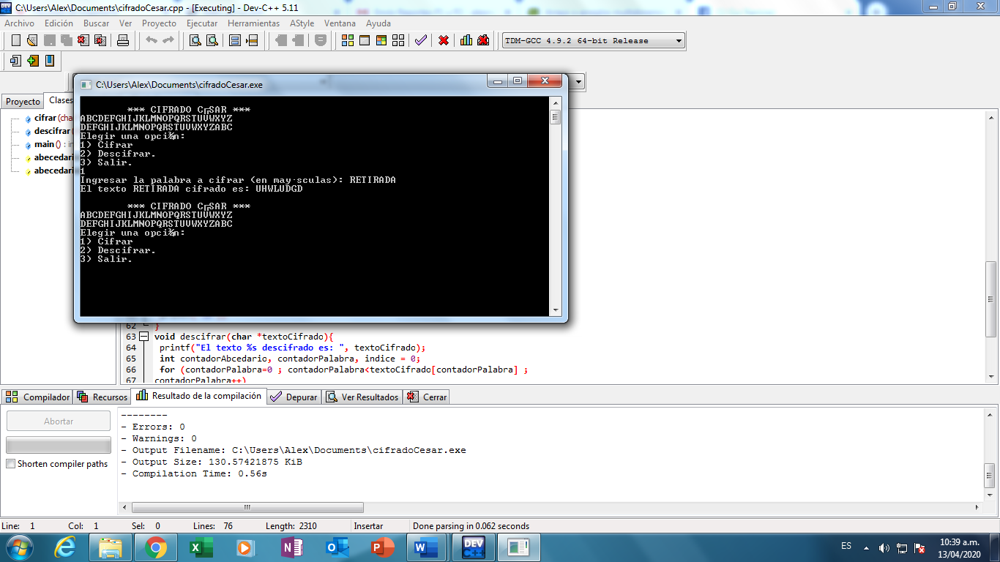 C:\Users\Alex\Documents\cifradoCesar.cpp - [Executing] - Dev-C++ 5.11
Archivo Edición Buscar Ver Proyecto Ejecutar Herramientas AStyle Ventana Ayuda
TDM-GCC 4.9.2 64-bit Release
C:\Users\Alex\Documents\cifradoCesar.exe
Proyecto Clases
cifrar (cha
descifrar (
main () : in
abecedari
abecedari
*** CIFRADO C┌SAR ***
ABCDEFGHIJKLMNOPQRSTUVWXYZ
DEFGHIJKLMNOPQRSTUVWXYZABC
Elegir una opci¾n:
1) Cifrar
2) Descifrar.
3) Salir.
1
Ingresar la palabra a cifrar (en may·sculas): RETIRADA
El texto RETIRADA cifrado es: UHWLUDGD
*** CIFRADO C┌SAR ***
ABCDEFGHIJKLMNOPQRSTUVWXYZ
DEFGHIJKLMNOPQRSTUVWXYZABC
Elegir una opci¾n:
1) Cifrar
2) Descifrar.
3) Salir.
62 }
63 void descifrar(char *textoCifrado){
64 printf("El texto %s descifrado es: ", textoCifrado);
65 int contadorAbcedario, contadorPalabra, indice = 0;
66 for (contadorPalabra=0 ; contadorPalabra<textoCifrado[contadorPalabra] ;
67 contadorPalabra++)
Compilador Recursos Resultado de la compilación Depurar Ver Resultados Cerrar
Abortar
Shorten compiler paths
--------
- Errors: 0
- Warnings: 0
- Output Filename: C:\Users\Alex\Documents\cifradoCesar.exe
- Output Size: 130.57421875 KiB
- Compilation Time: 0.56s
Line: 1 Col: 1 Sel: 0 Lines: 76 Length: 2310 Insertar Done parsing in 0.062 seconds
DEV C++
ES
10:39 a.m.
13/04/2020